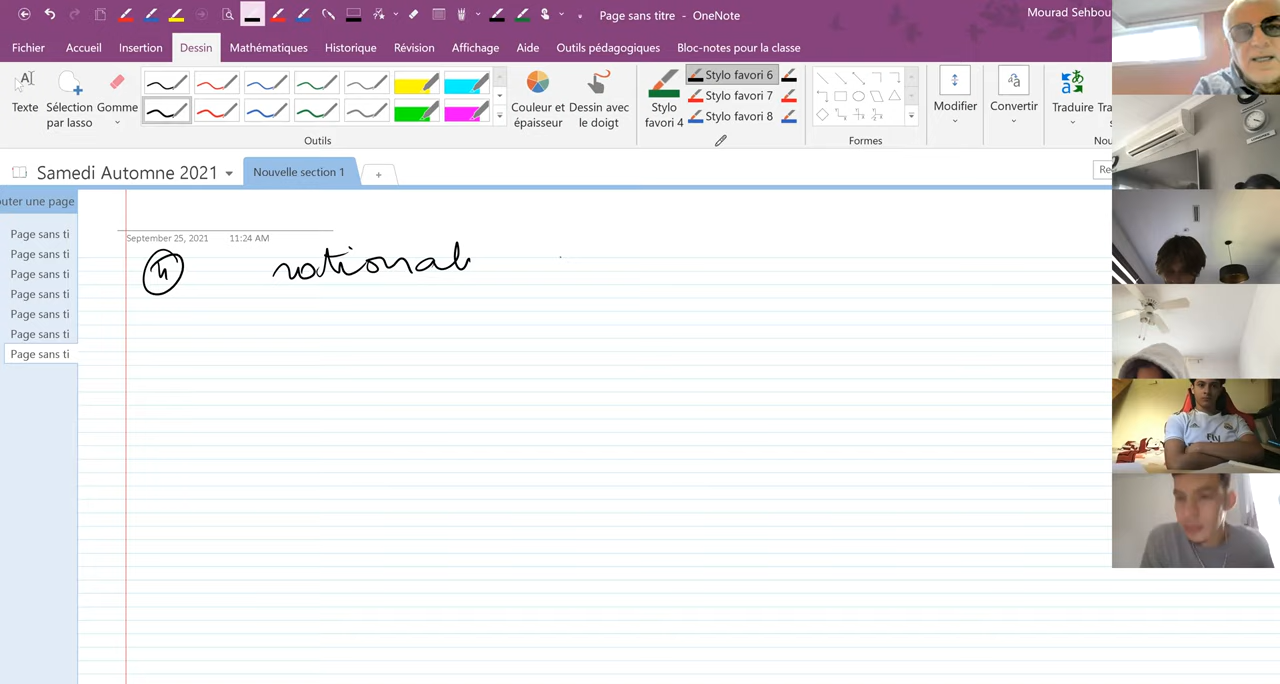 Page sans titre - OneNote
Mourad Sehbou
Fichier Accueil Insertion Dessin Mathématiques Historique Révision Affichage Aide Outils pédagogiques Bloc-notes pour la classe
Texte
Sélection par lasso
Gomme
Couleur et épaisseur
Dessin avec le doigt
Stylo favori 4
Stylo favori 6
Stylo favori 7
Stylo favori 8
Modifier
Convertir
Traduire
Outils
Formes
Samedi Automne 2021
Nouvelle section 1
+
outer une page
Page sans ti
Page sans ti
Page sans ti
Page sans ti
Page sans ti
Page sans ti
Page sans ti
September 25, 2021 11:24 AM
rational
FLY